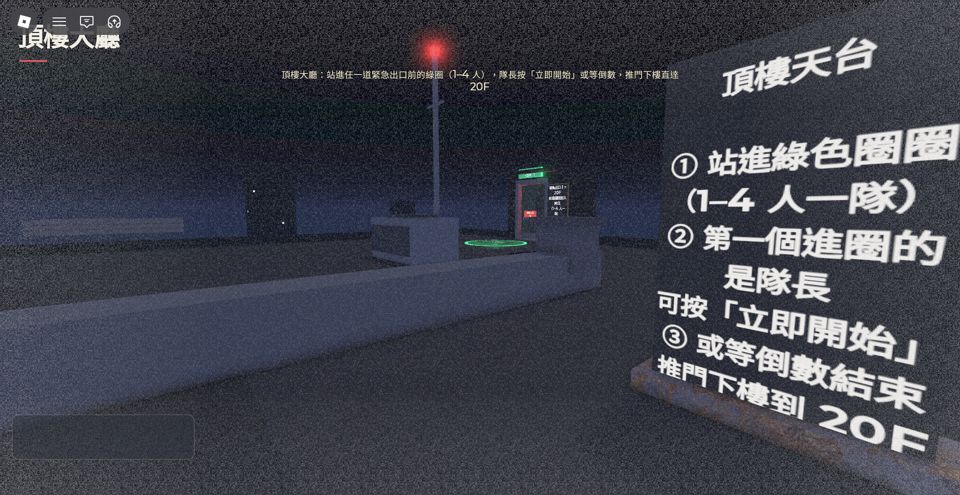 頂樓大廳
頂樓大廳：站進任一道緊急出口前的綠圈（1–4 人），隊長按「立即開始」或等倒數，推門下樓直達
20F
頂樓天台
① 站進綠色圈圈
（1–4 人一隊）
② 第一個進圈的
是隊長
可按「立即開始」
③ 或等倒數結束
推門下樓到 20F